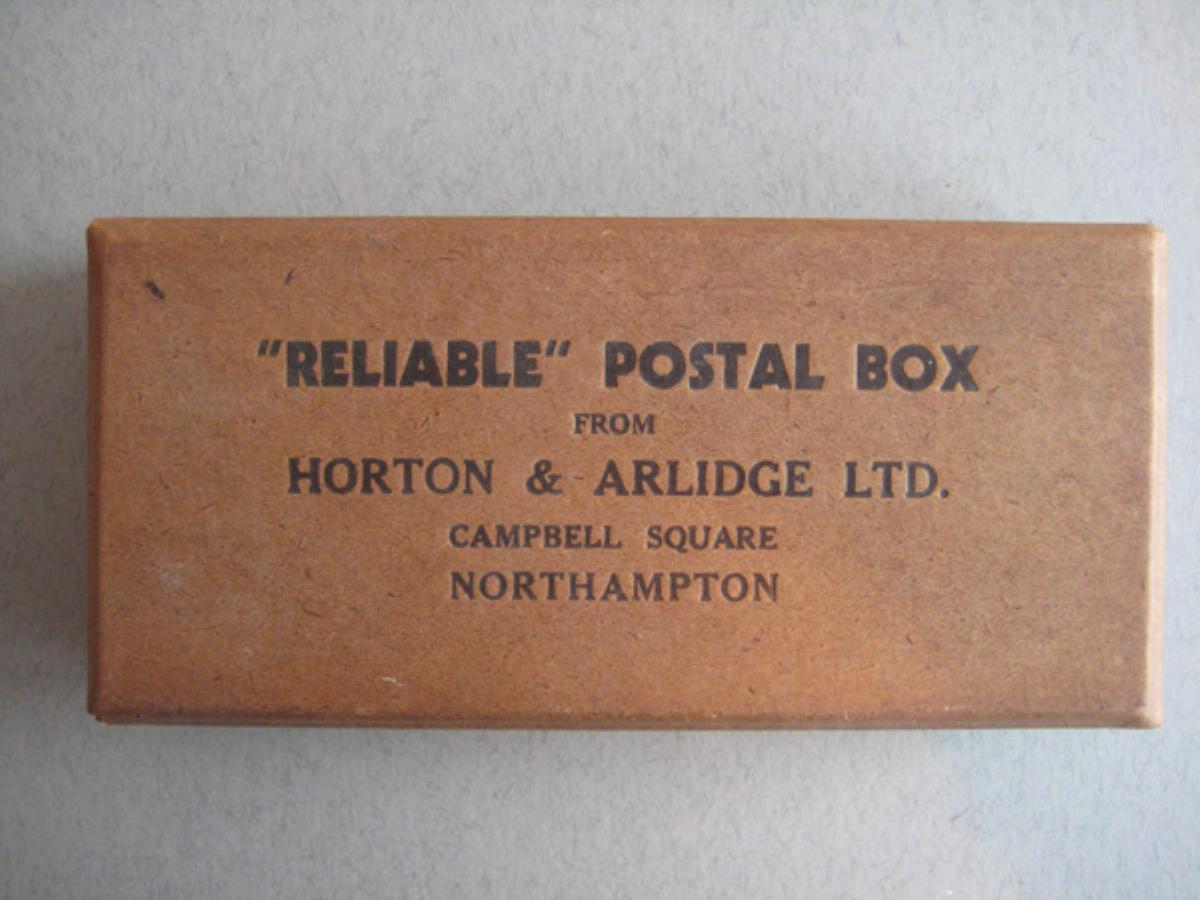 "RELIABLE" POSTAL BOX
FROM
HORTON & ARLIDGE LTD.
CAMPBELL SQUARE
NORTHAMPTON